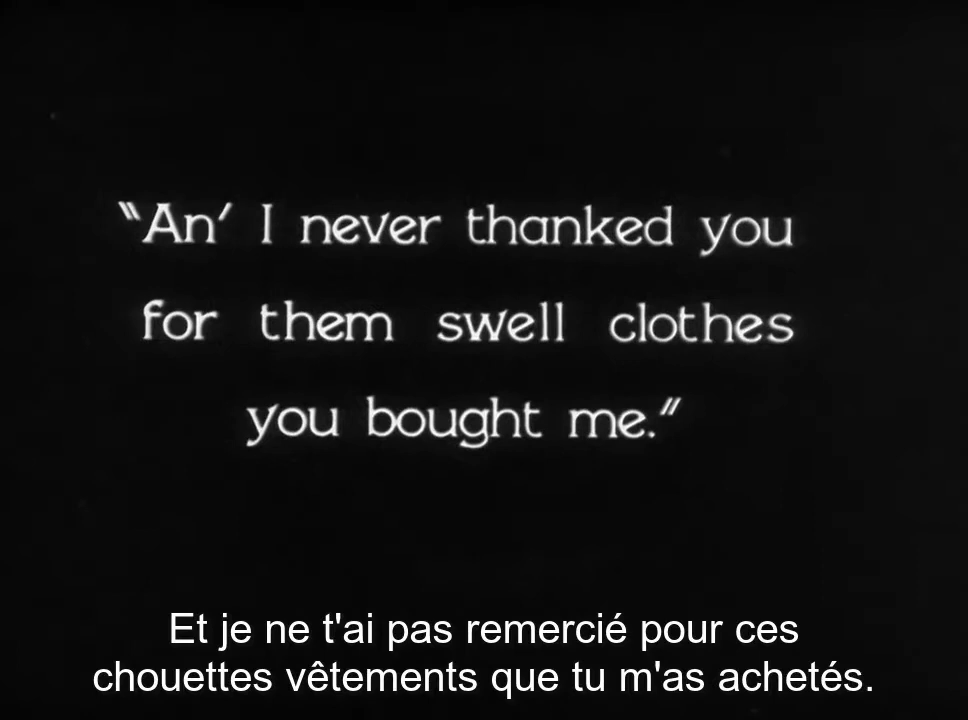 "An' I never thanked you
for them swell clothes
you bought me."
Et je ne t'ai pas remercié pour ces
chouettes vêtements que tu m'as achetés.